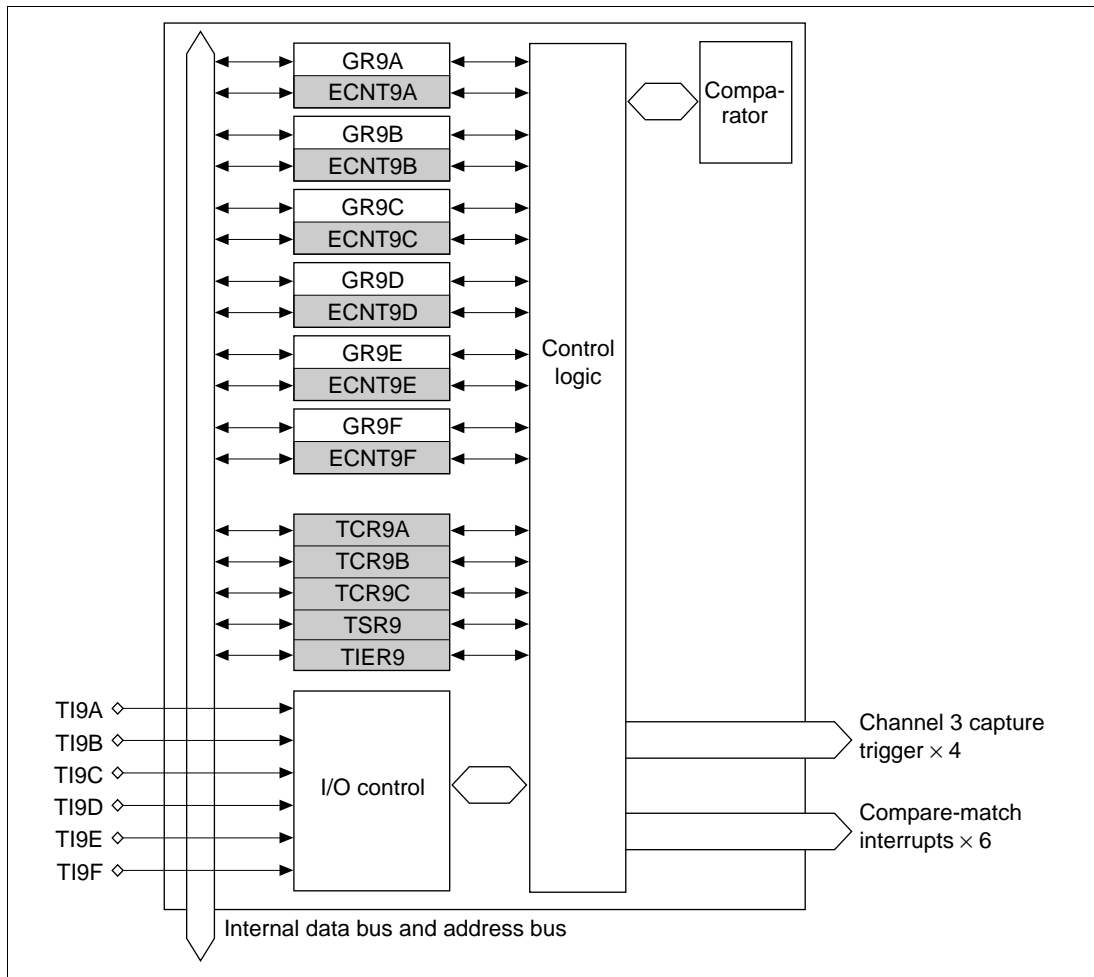 GR9A
ECNT9A
GR9B
ECNT9B
GR9C
ECNT9C
GR9D
ECNT9D
GR9E
ECNT9E
GR9F
ECNT9F
TCR9A
TCR9B
TCR9C
TSR9
TIER9
Control
logic
Compa-
rator
TI9A
TI9B
TI9C
TI9D
TI9E
TI9F
I/O control
Channel 3 capture
trigger × 4
Compare-match
interrupts × 6
Internal data bus and address bus